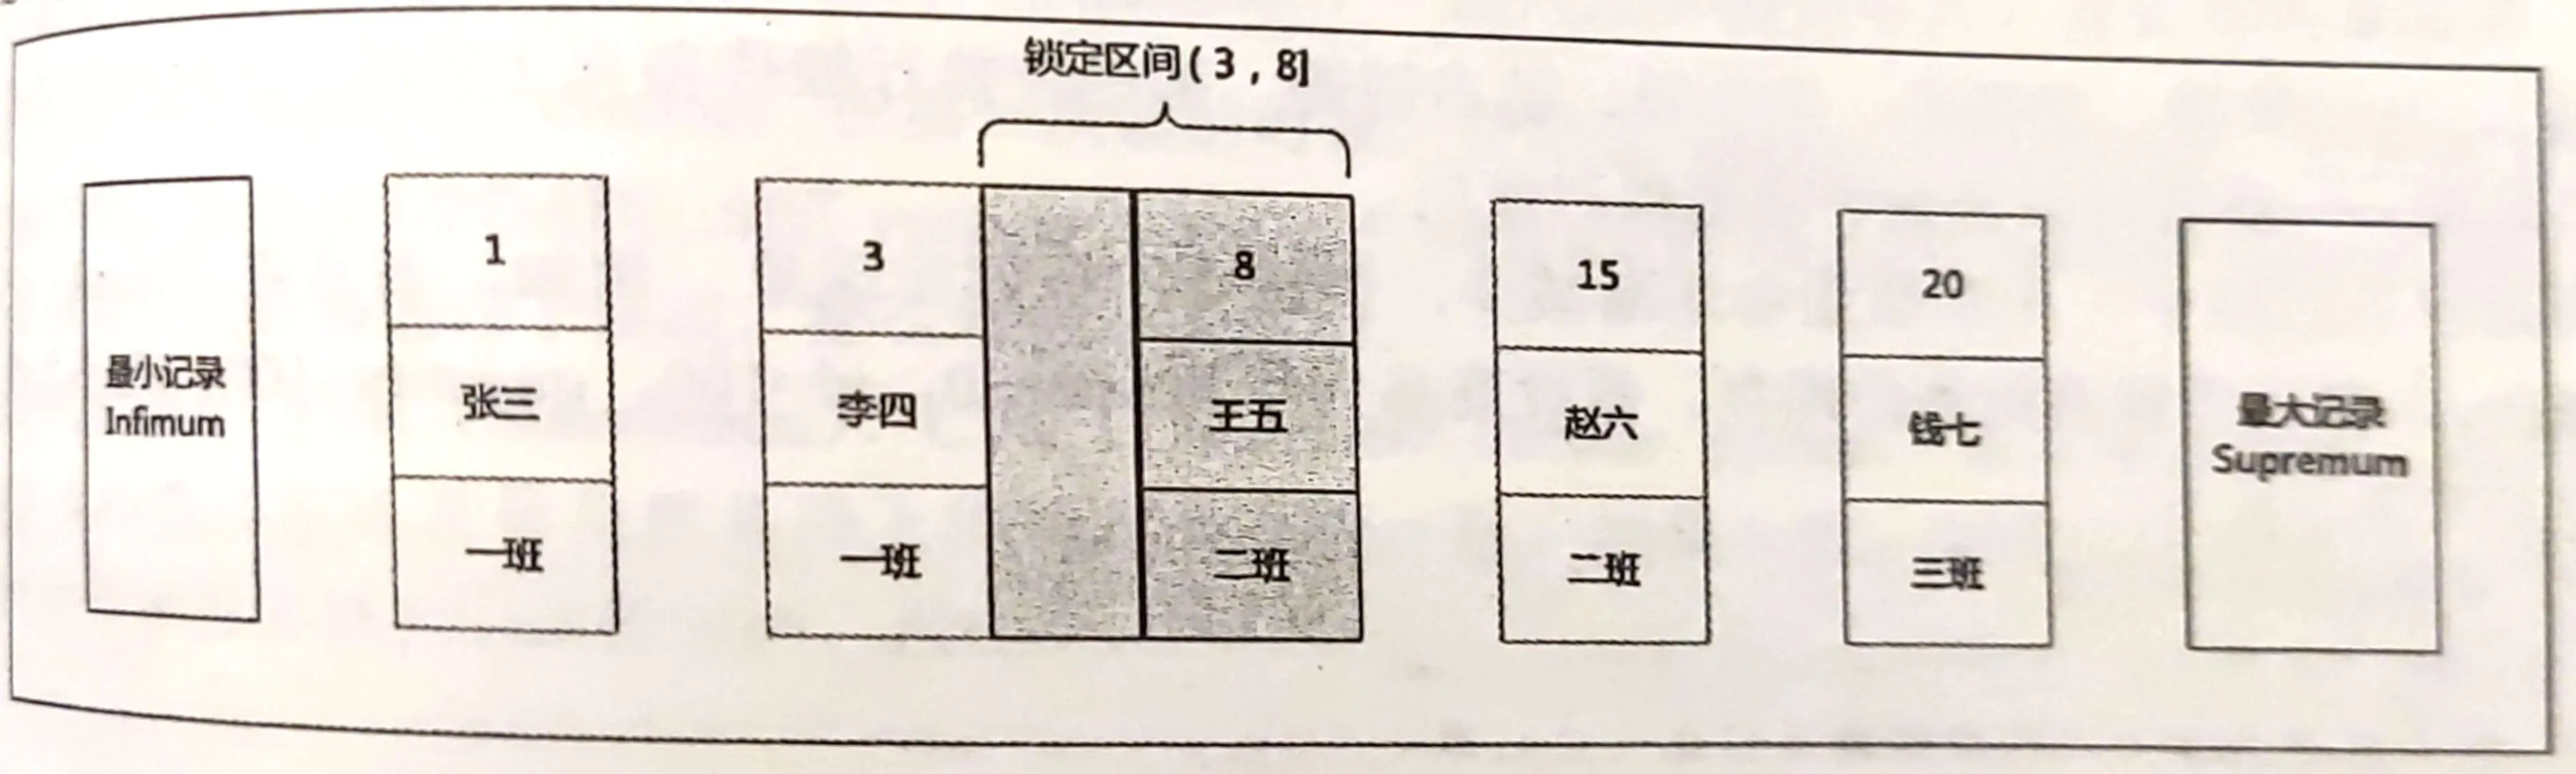 锁定区间(3,8]
最小记录
Infimum
1
张三
一班
3
李四
一班
8
王五
二班
15
赵六
二班
20
钱七
三班
最大记录
Supremum